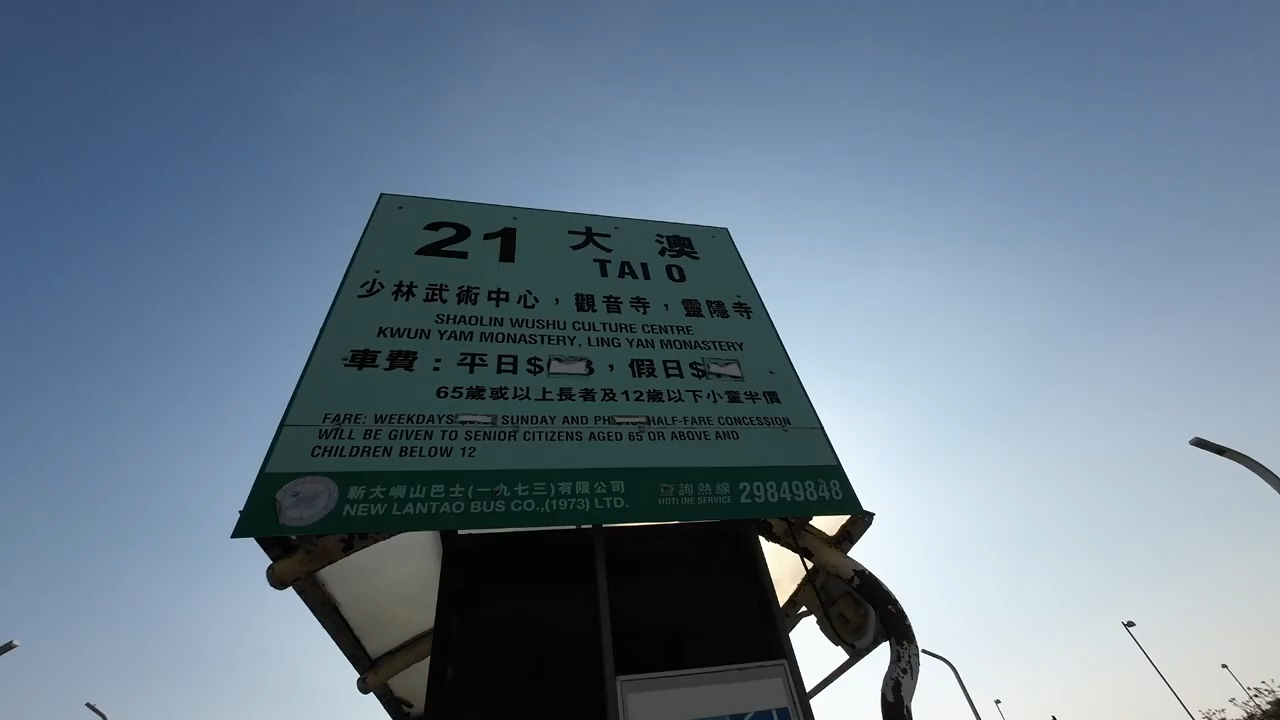 21 大澳
TAI O
少林武術中心，觀音寺，靈隱寺
SHAOLIN WUSHU CULTURE CENTRE
KWUN YAM MONASTERY, LING YAN MONASTERY
車費：平日$ ，假日$
65歲或以上長者及12歲以下小童半價
FARE: WEEKDAYS SUNDAY AND PH HALF-FARE CONCESSION
WILL BE GIVEN TO SENIOR CITIZENS AGED 65 OR ABOVE AND
CHILDREN BELOW 12
新大嶼山巴士(一九七三)有限公司 查詢熱線 29849848
NEW LANTAO BUS CO.,(1973) LTD. HOTLINE SERVICE